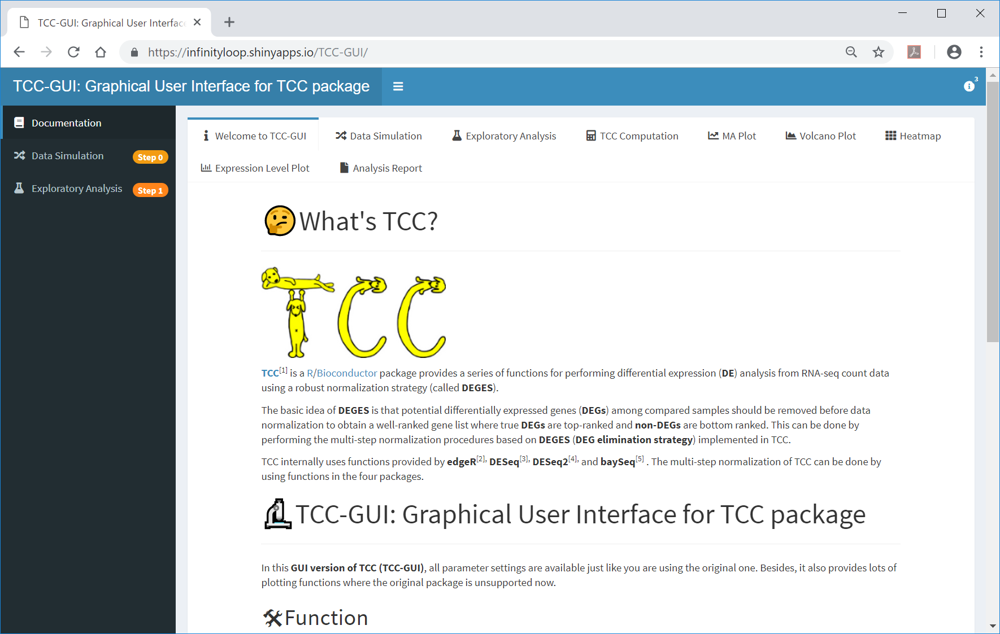 TCC-GUI: Graphical User Interface
https://infinityloop.shinyapps.io/TCC-GUI/
TCC-GUI: Graphical User Interface for TCC package
3
Documentation
Data Simulation Step 0
Exploratory Analysis Step 1
Welcome to TCC-GUI Data Simulation Exploratory Analysis TCC Computation MA Plot Volcano Plot Heatmap
Expression Level Plot Analysis Report
What's TCC?
TCC
TCC[1] is a R/Bioconductor package provides a series of functions for performing differential expression (DE) analysis from RNA-seq count data
using a robust normalization strategy (called DEGES).
The basic idea of DEGES is that potential differentially expressed genes (DEGs) among compared samples should be removed before data
normalization to obtain a well-ranked gene list where true DEGs are top-ranked and non-DEGs are bottom ranked. This can be done by
performing the multi-step normalization procedures based on DEGES (DEG elimination strategy) implemented in TCC.
TCC internally uses functions provided by edgeR[2], DESeq[3], DESeq2[4], and baySeq[5] . The multi-step normalization of TCC can be done by
using functions in the four packages.
TCC-GUI: Graphical User Interface for TCC package
In this GUI version of TCC (TCC-GUI), all parameter settings are available just like you are using the original one. Besides, it also provides lots of
plotting functions where the original package is unsupported now.
Function